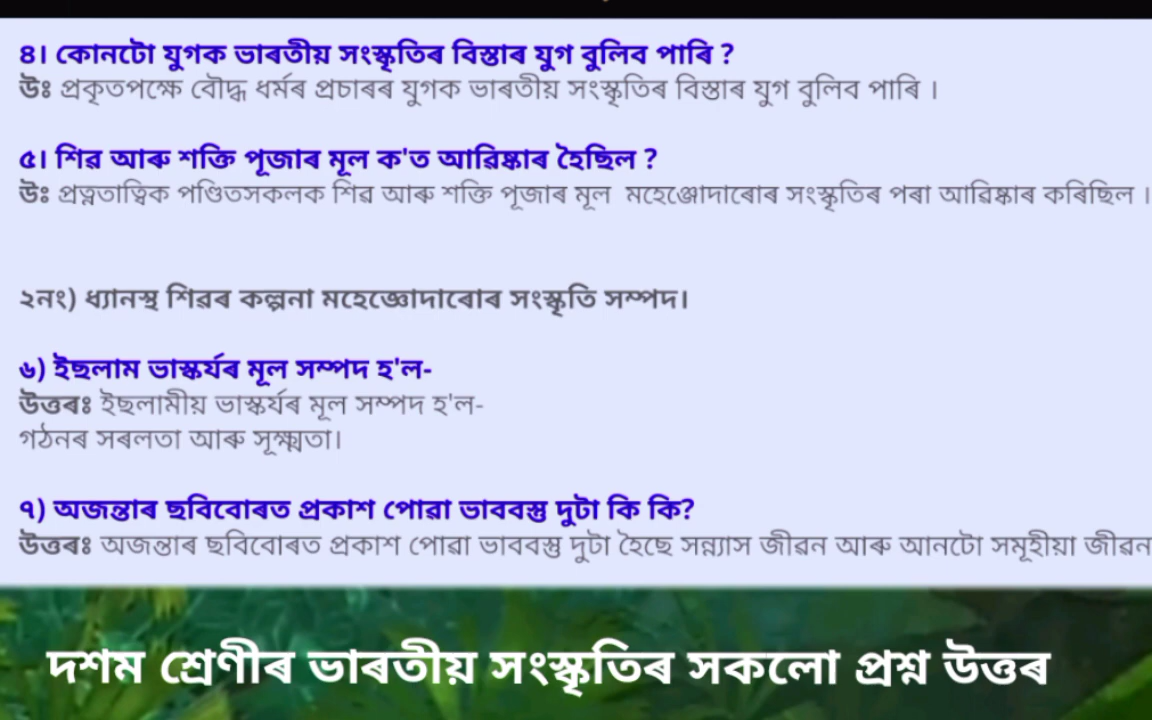 ৪। কোনটো যুগক ভাৰতীয় সংস্কৃতিৰ বিস্তাৰ যুগ বুলিব পাৰি ?
উঃ প্ৰকৃতপক্ষে বৌদ্ধ ধৰ্মৰ প্ৰচাৰৰ যুগক ভাৰতীয় সংস্কৃতিৰ বিস্তাৰ যুগ বুলিব পাৰি ।
৫। শিৱ আৰু শক্তি পূজাৰ মূল ক'ত আৱিষ্কাৰ হৈছিল ?
উঃ প্ৰত্নতাত্বিক পণ্ডিতসকলক শিৱ আৰু শক্তি পূজাৰ মূল মহেঞ্জোদাৰোৰ সংস্কৃতিৰ পৰা আৱিষ্কাৰ কৰিছিল ।
২নং) ধ্যানস্থ শিৱৰ কল্পনা মহেজ্ঞোদাৰোৰ সংস্কৃতি সম্পদ।
৬) ইছলাম ভাস্কৰ্যৰ মূল সম্পদ হ'ল-
উত্তৰঃ ইছলামীয় ভাস্কৰ্যৰ মূল সম্পদ হ'ল-
গঠনৰ সৰলতা আৰু সূক্ষ্মতা।
৭) অজন্তাৰ ছবিবোৰত প্ৰকাশ পোৱা ভাববস্তু দুটা কি কি?
উত্তৰঃ অজন্তাৰ ছবিবোৰত প্ৰকাশ পোৱা ভাববস্তু দুটা হৈছে সন্ন্যাস জীৱন আৰু আনটো সমূহীয়া জীৱন
দশম শ্ৰেণীৰ ভাৰতীয় সংস্কৃতিৰ সকলো প্ৰশ্ন উত্তৰ